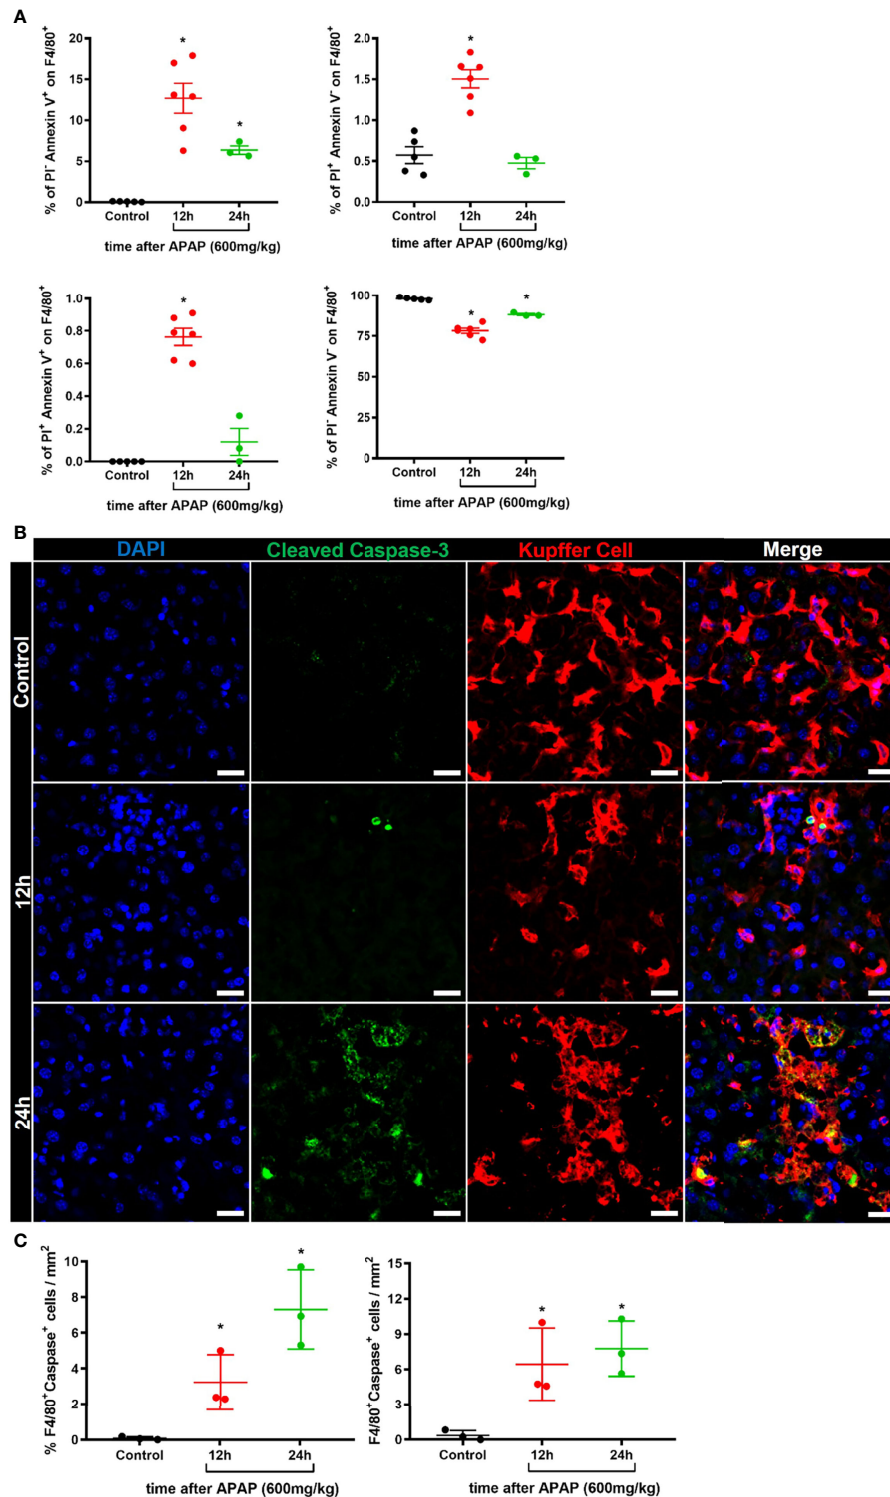 A
% of PI⁻ Annexin V⁺ on F4/80⁺
20
15
10
5
0
*
*
Control
12h
24h
time after APAP (600mg/kg)
% of PI⁺ Annexin V⁻ on F4/80⁺
2.0
1.5
1.0
0.5
0.0
*
Control
12h
24h
time after APAP (600mg/kg)
% of PI⁺ Annexin V⁺ on F4/80⁺
1.0
0.8
0.6
0.4
0.2
0.0
*
Control
12h
24h
time after APAP (600mg/kg)
% of PI⁻ Annexin V⁻ on F4/80⁺
100
75
50
25
0
*
*
Control
12h
24h
time after APAP (600mg/kg)
B
DAPI
Cleaved Caspase-3
Kupffer Cell
Merge
Control
12h
24h
C
% F4/80⁺Caspase⁺ cells / mm²
10
8
6
4
2
0
*
*
Control
12h
24h
time after APAP (600mg/kg)
F4/80⁺Caspase⁺ cells / mm²
15
12
9
6
3
0
*
*
Control
12h
24h
time after APAP (600mg/kg)